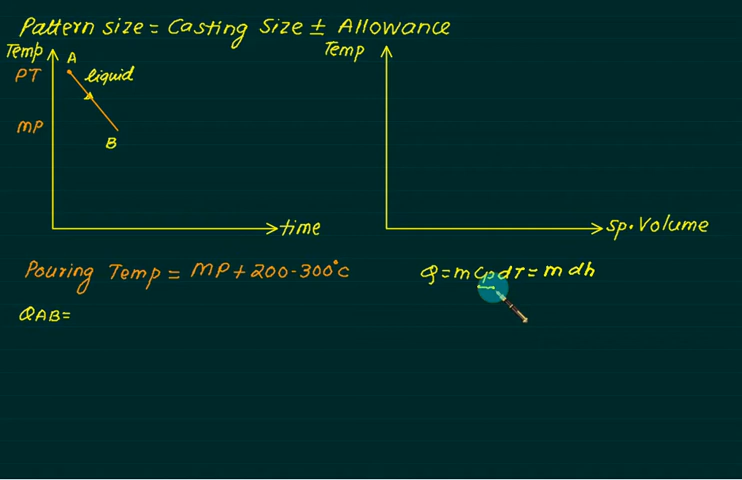 Pattern size = Casting Size ± Allowance
Temp
A
PT
liquid
MP
B
time
Temp
sp. Volume
Pouring Temp = MP + 200-300°C
Q = m cp dT = m dh
QAB =